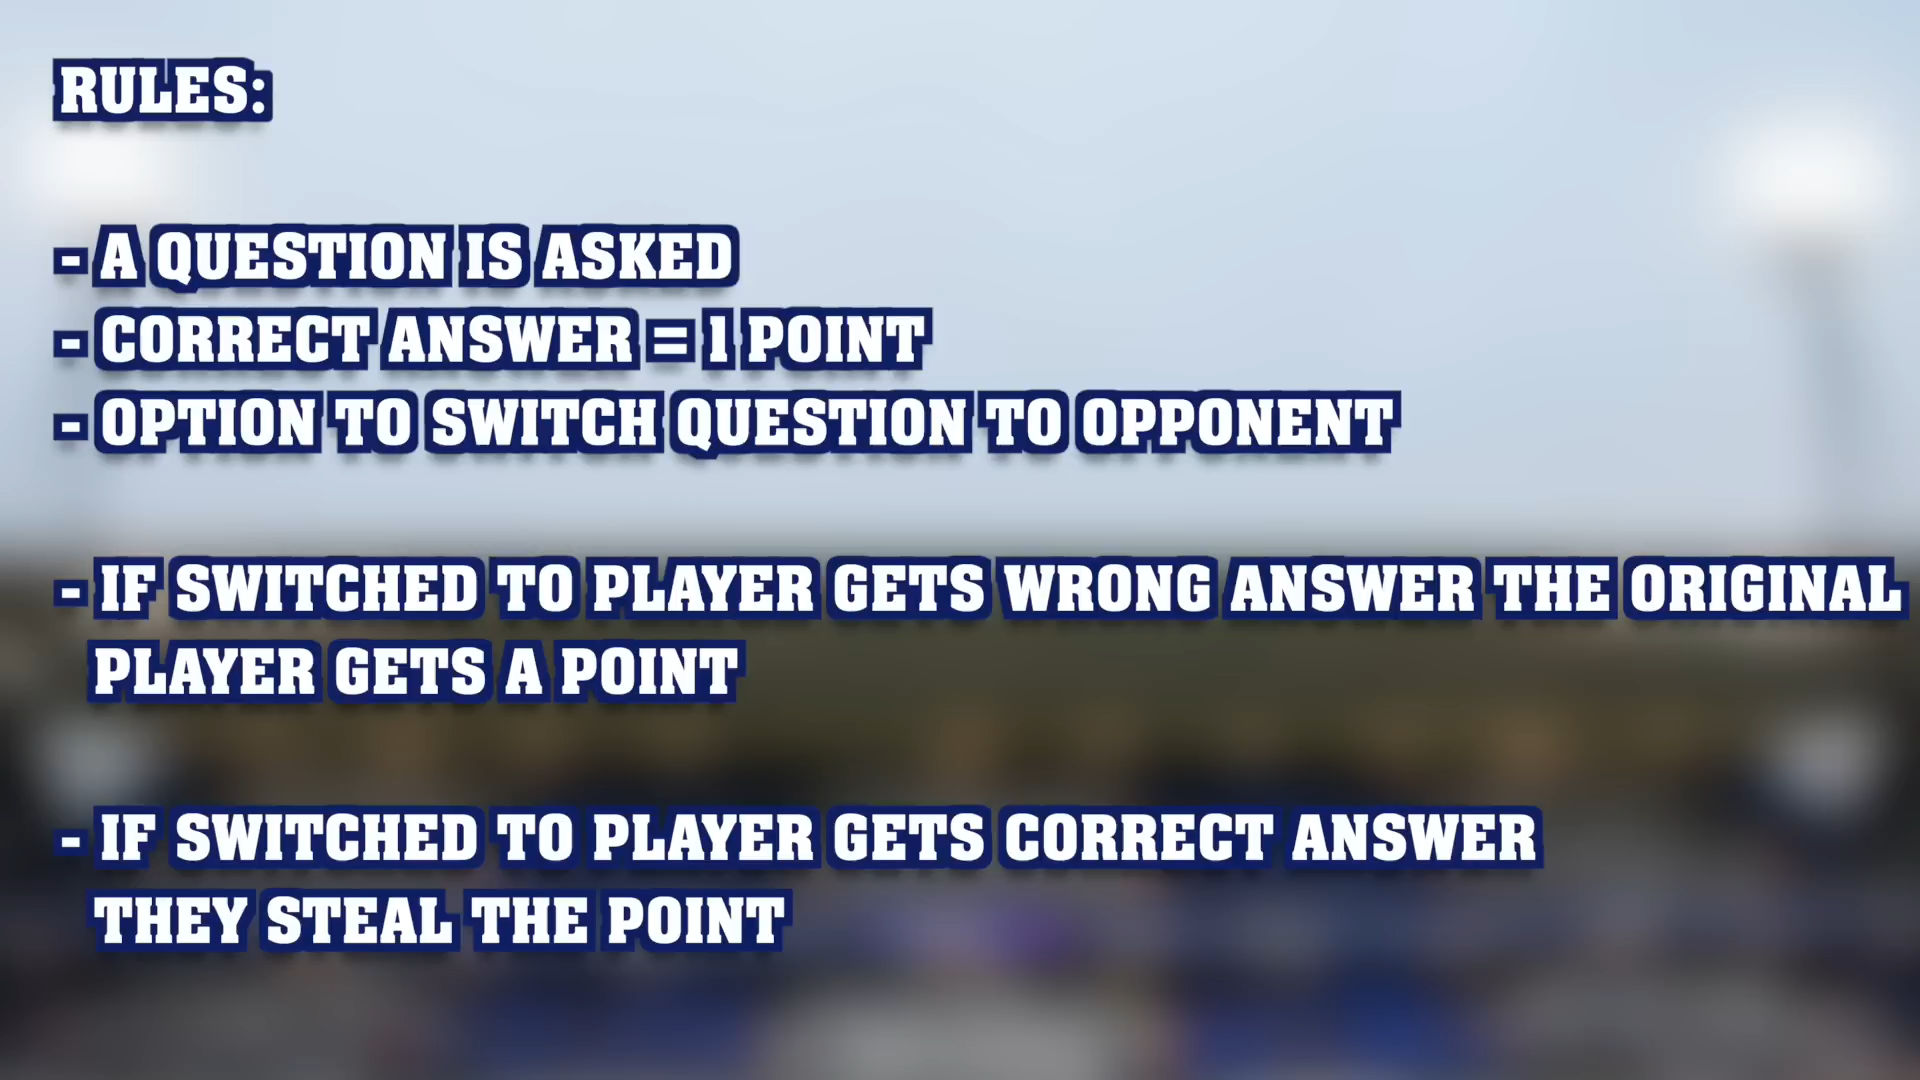 RULES:
- A QUESTION IS ASKED
- CORRECT ANSWER = 1 POINT
- OPTION TO SWITCH QUESTION TO OPPONENT
- IF SWITCHED TO PLAYER GETS WRONG ANSWER THE ORIGINAL
PLAYER GETS A POINT
- IF SWITCHED TO PLAYER GETS CORRECT ANSWER
THEY STEAL THE POINT